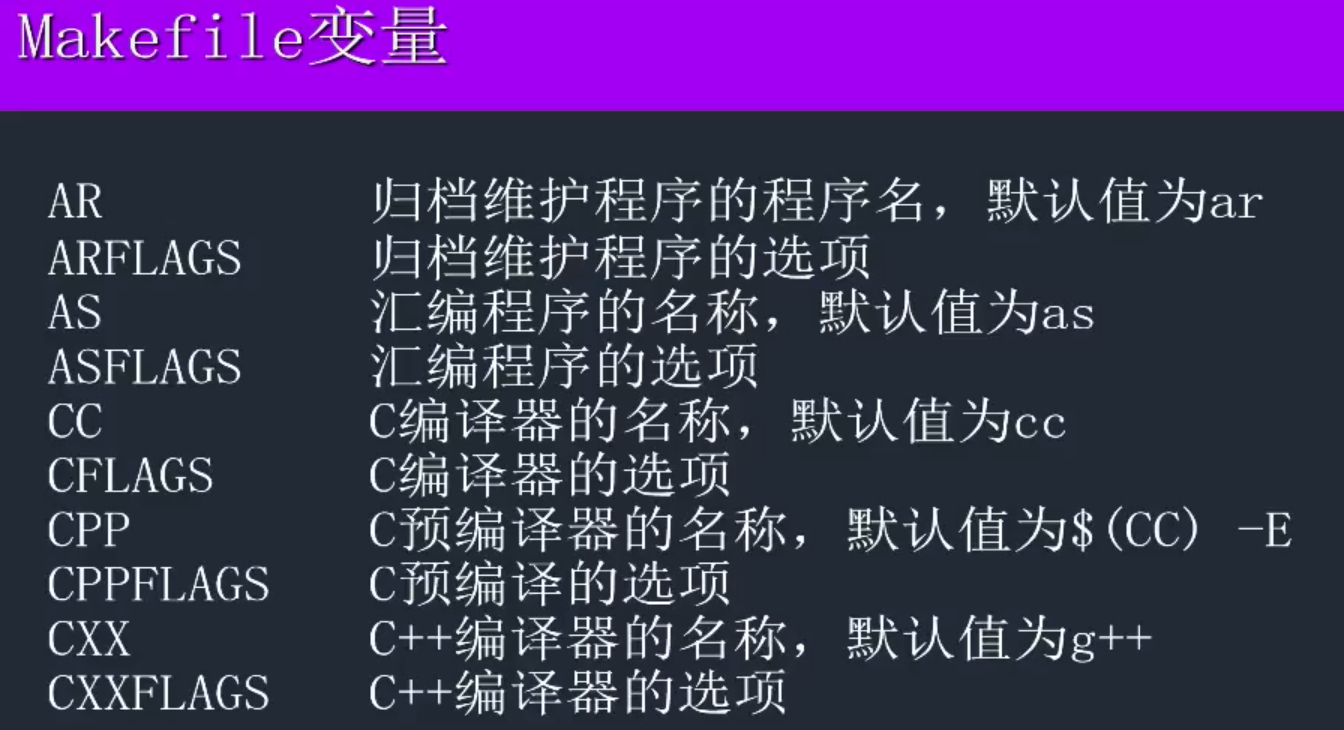 Makefile变量
AR 归档维护程序的程序名，默认值为ar
ARFLAGS 归档维护程序的选项
AS 汇编程序的名称，默认值为as
ASFLAGS 汇编程序的选项
CC C编译器的名称，默认值为cc
CFLAGS C编译器的选项
CPP C预编译器的名称，默认值为$(CC) -E
CPPFLAGS C预编译的选项
CXX C++编译器的名称，默认值为g++
CXXFLAGS C++编译器的选项